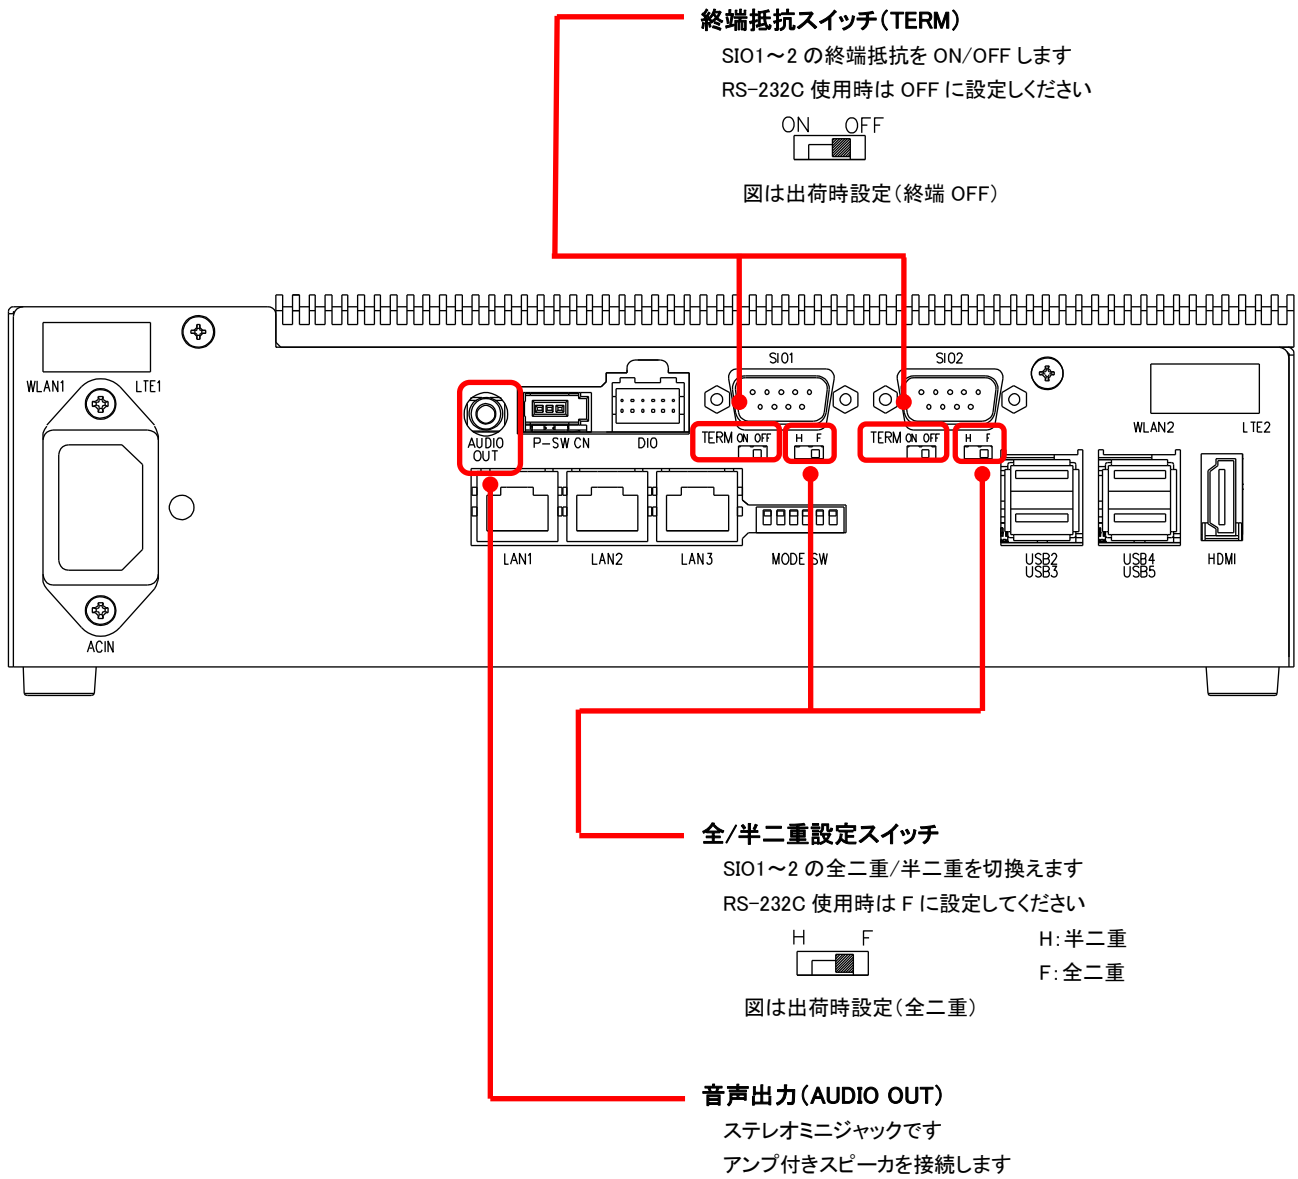 終端抵抗スイッチ(TERM)
SIO1～2 の終端抵抗を ON/OFF します
RS-232C 使用時は OFF に設定しください
ON OFF
図は出荷時設定(終端 OFF)
WLAN1 LTE1
SIO1
SIO2
WLAN2 LTE2
AUDIO
OUT
P-SW CN
DIO
TERM ON OFF
H F
TERM ON OFF
H F
LAN1
LAN2
LAN3
MODE SW
USB2
USB3
USB4
USB5
HDMI
ACIN
全/半二重設定スイッチ
SIO1～2 の全二重/半二重を切換えます
RS-232C 使用時は F に設定してください
H F
H:半二重
F:全二重
図は出荷時設定(全二重)
音声出力(AUDIO OUT)
ステレオミニジャックです
アンプ付きスピーカを接続します